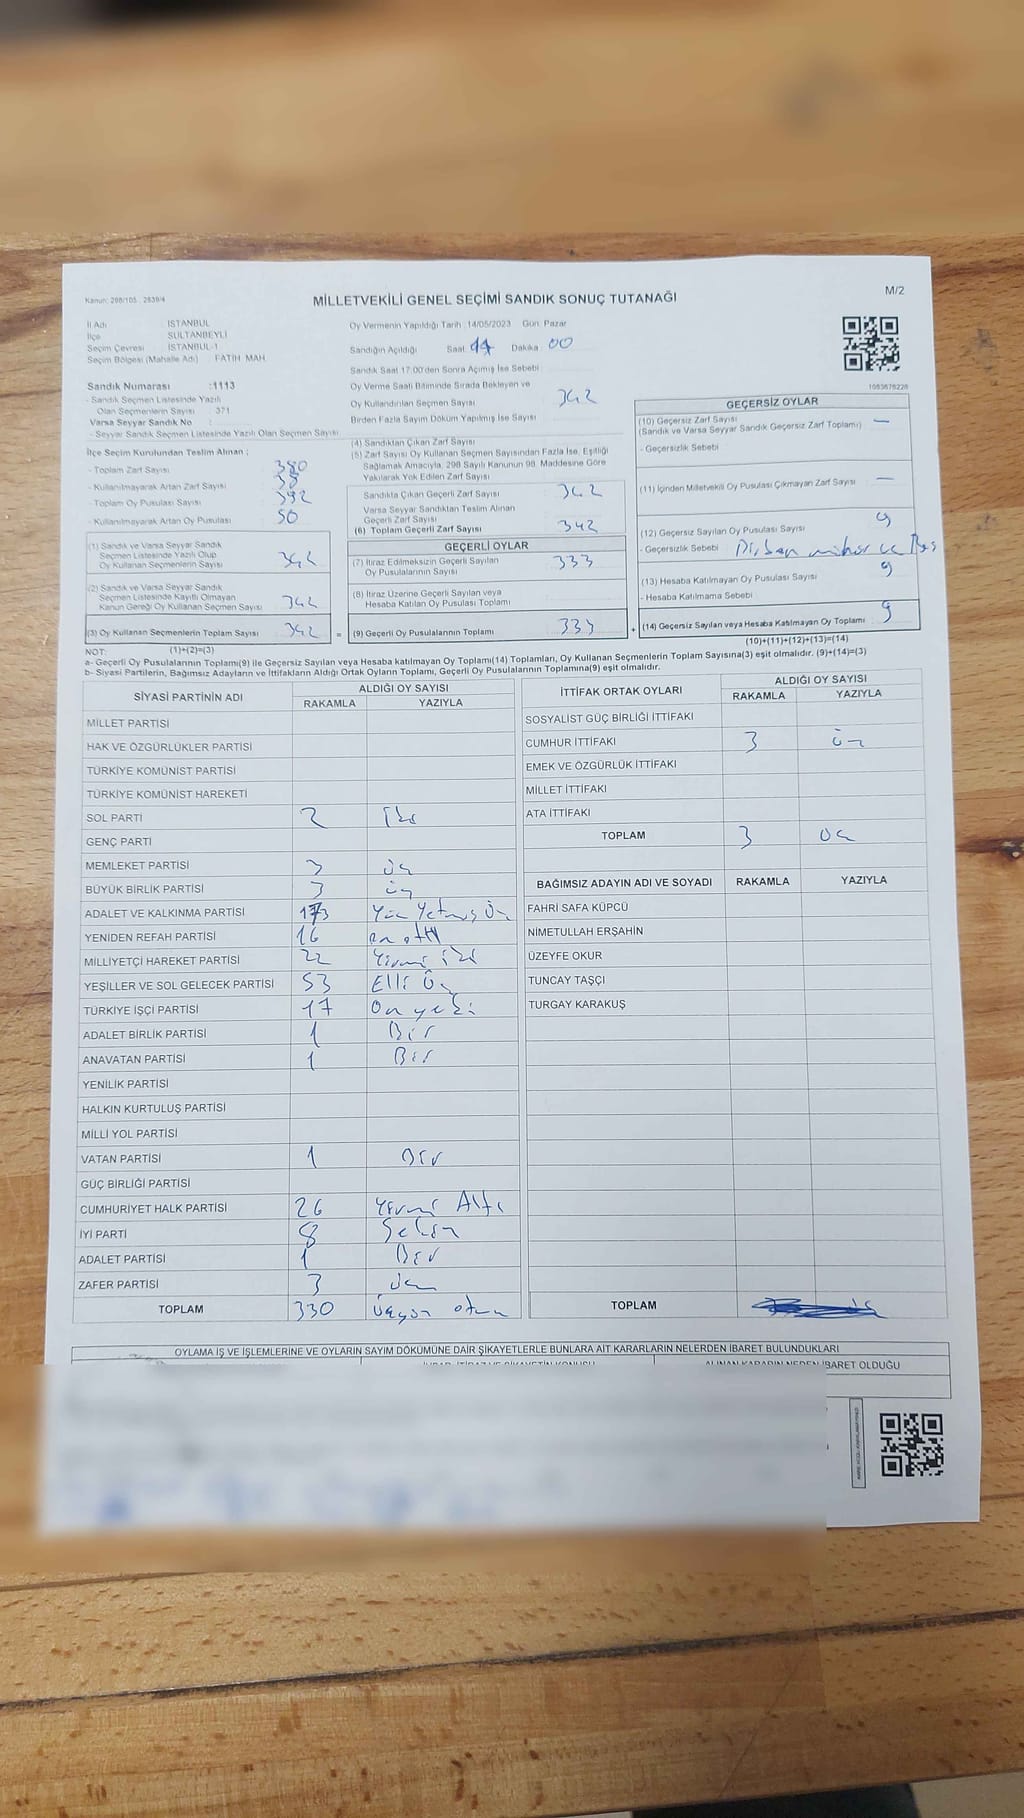 Kanun: 298/105 - 2839/4
MİLLETVEKİLİ GENEL SEÇİMİ SANDIK SONUÇ TUTANAĞI
M/2
İl Adı : İSTANBUL
İlçe : SULTANBEYLİ
Seçim Çevresi : İSTANBUL-1
Seçim Bölgesi (Mahalle Adı) : FATİH MAH.
Oy Vermenin Yapıldığı Tarih :14/05/2023 Gün: Pazar
Sandığın Açıldığı Saat: Dakika: 00
Sandık Saat 17:00'den Sonra Açılmış İse Sebebi
Oy Verme Saati Bitiminde Sırada Bekleyen ve
Oy Kullandırılan Seçmen Sayısı 342
Birden Fazla Sayım Döküm Yapılmış İse Sayısı
Sandık Numarası :1113
- Sandık Seçmen Listesinde Yazılı
Olan Seçmenlerin Sayısı : 371
Varsa Seyyar Sandık No :
- Seyyar Sandık Seçmen Listesinde Yazılı Olan Seçmen Sayısı:
İlçe Seçim Kurulundan Teslim Alınan ;
- Toplam Zarf Sayısı 380
- Kullanılmayarak Artan Zarf Sayısı 38
- Toplam Oy Pusulası Sayısı 392
- Kullanılmayarak Artan Oy Pusulası 50
(1) Sandık ve Varsa Seyyar Sandık
Seçmen Listesinde Yazılı Olup
Oy Kullanan Seçmenlerin Sayısı 342
(2) Sandık ve Varsa Seyyar Sandık
Seçmen Listesinde Kayıtlı Olmayan
Kanun Gereği Oy Kullanan Seçmen Sayısı 342
(3) Oy Kullanan Seçmenlerin Toplam Sayısı 342 =
(4) Sandıktan Çıkan Zarf Sayısı
(5) Zarf Sayısı Oy Kullanan Seçmen Sayısından Fazla İse, Eşitliği
Sağlamak Amacıyla, 298 Sayılı Kanunun 98. Maddesine Göre
Yakılarak Yok Edilen Zarf Sayısı
Sandıkta Çıkan Geçerli Zarf Sayısı 342
Varsa Seyyar Sandıktan Teslim Alınan
Geçerli Zarf Sayısı
(6) Toplam Geçerli Zarf Sayısı 342
GEÇERLİ OYLAR
(7) İtiraz Edilmeksizin Geçerli Sayılan
Oy Pusulalarının Sayısı 333
(8) İtiraz Üzerine Geçerli Sayılan veya
Hesaba Katılan Oy Pusulası Toplamı
(9) Geçerli Oy Pusulalarının Toplamı 333 +
1083678226
GEÇERSİZ OYLAR
(10) Geçersiz Zarf Sayısı —
(Sandık ve Varsa Seyyar Sandık Geçersiz Zarf Toplamı)
- Geçersizlik Sebebi
(11) İçinden Milletvekili Oy Pusulası Çıkmayan Zarf Sayısı —
(12) Geçersiz Sayılan Oy Pusulası Sayısı 9
- Geçersizlik Sebebi
(13) Hesaba Katılmayan Oy Pusulası Sayısı 9
- Hesaba Katılmama Sebebi
(14) Geçersiz Sayılan veya Hesaba Katılmayan Oy Toplamı 9
NOT: (1)+(2)=(3)
(10)+(11)+(12)+(13)=(14)
a- Geçerli Oy Pusulalarının Toplamı(9) ile Geçersiz Sayılan veya Hesaba katılmayan Oy Toplamı(14) Toplamları, Oy Kullanan Seçmenlerin Toplam Sayısına(3) eşit olmalıdır. (9)+(14)=(3)
b- Siyasi Partilerin, Bağımsız Adayların ve İttifakların Aldığı Ortak Oyların Toplamı, Geçerli Oy Pusulalarının Toplamına(9) eşit olmalıdır.
SİYASİ PARTİNİN ADI ALDIĞI OY SAYISI
RAKAMLA YAZIYLA
MİLLET PARTİSİ
HAK VE ÖZGÜRLÜKLER PARTİSİ
TÜRKİYE KOMÜNİST PARTİSİ
TÜRKİYE KOMÜNİST HAREKETİ
SOL PARTİ 2 İki
GENÇ PARTİ
MEMLEKET PARTİSİ 3 üç
BÜYÜK BİRLİK PARTİSİ 3 üç
ADALET VE KALKINMA PARTİSİ 173 Yüz Yetmiş Üç
YENİDEN REFAH PARTİSİ 16 on altı
MİLLİYETÇİ HAREKET PARTİSİ 22 Yirmi iki
YEŞİLLER VE SOL GELECEK PARTİSİ 53 Elli Üç
TÜRKİYE İŞÇİ PARTİSİ 17 On yedi
ADALET BİRLİK PARTİSİ 1 Bir
ANAVATAN PARTİSİ 1 Bir
YENİLİK PARTİSİ
HALKIN KURTULUŞ PARTİSİ
MİLLİ YOL PARTİSİ
VATAN PARTİSİ 1 Bir
GÜÇ BİRLİĞİ PARTİSİ
CUMHURİYET HALK PARTİSİ 26 Yirmi Altı
İYİ PARTİ 8 Sekiz
ADALET PARTİSİ 1 Bir
ZAFER PARTİSİ 3 üç
TOPLAM 330 üçyüz otuz
İTTİFAK ORTAK OYLARI ALDIĞI OY SAYISI
RAKAMLA YAZIYLA
SOSYALİST GÜÇ BİRLİĞİ İTTİFAKI
CUMHUR İTTİFAKI 3 üç
EMEK VE ÖZGÜRLÜK İTTİFAKI
MİLLET İTTİFAKI
ATA İTTİFAKI
TOPLAM 3 üç
BAĞIMSIZ ADAYIN ADI VE SOYADI RAKAMLA YAZIYLA
FAHRİ SAFA KÜPCÜ
NİMETULLAH ERŞAHİN
ÜZEYFE OKUR
TUNCAY TAŞÇI
TURGAY KARAKUŞ
TOPLAM
OYLAMA İŞ VE İŞLEMLERİNE VE OYLARIN SAYIM DÖKÜMÜNE DAİR ŞİKAYETLERLE BUNLARA AİT KARARLARIN NELERDEN İBARET BULUNDUKLARI
ALINAN KARARIN NEDEN İBARET OLDUĞU